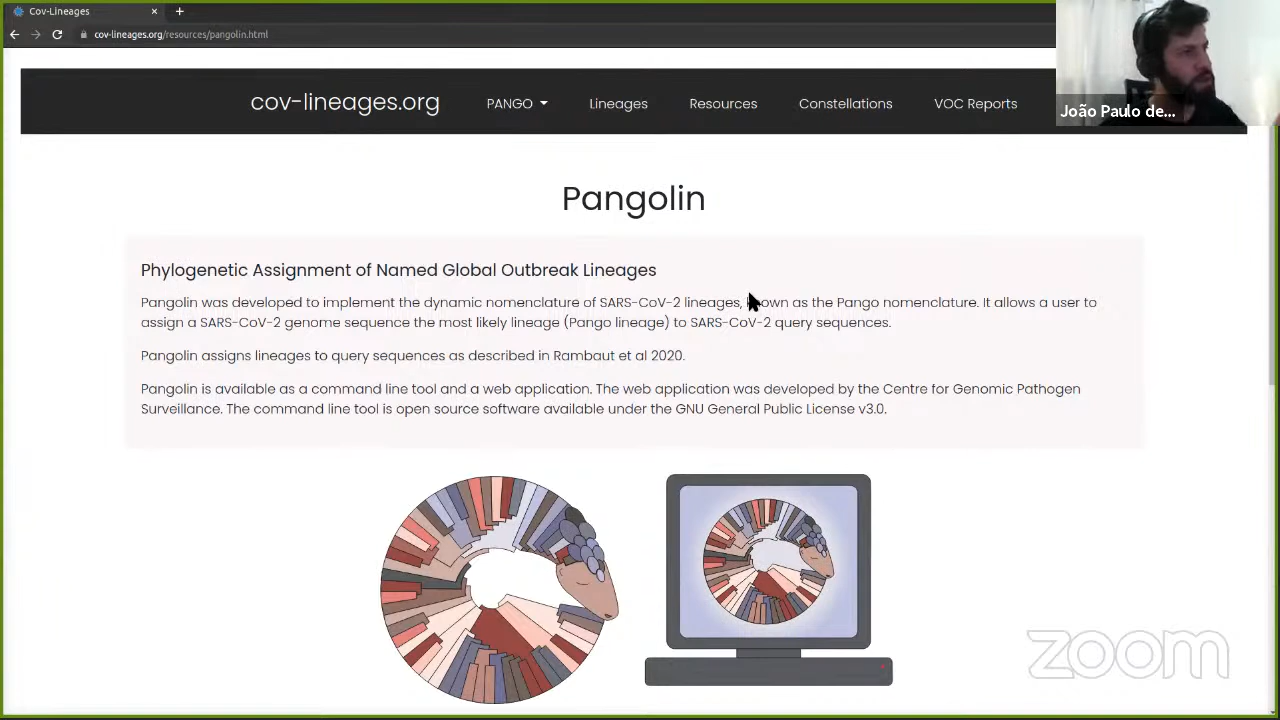 Cov-Lineages
cov-lineages.org/resources/pangolin.html
cov-lineages.org PANGO Lineages Resources Constellations VOC Reports
João Paulo de...
Pangolin
Phylogenetic Assignment of Named Global Outbreak Lineages
Pangolin was developed to implement the dynamic nomenclature of SARS-CoV-2 lineages, known as the Pango nomenclature. It allows a user to
assign a SARS-CoV-2 genome sequence the most likely lineage (Pango lineage) to SARS-CoV-2 query sequences.
Pangolin assigns lineages to query sequences as described in Rambaut et al 2020.
Pangolin is available as a command line tool and a web application. The web application was developed by the Centre for Genomic Pathogen
Surveillance. The command line tool is open source software available under the GNU General Public License v3.0.
zoom